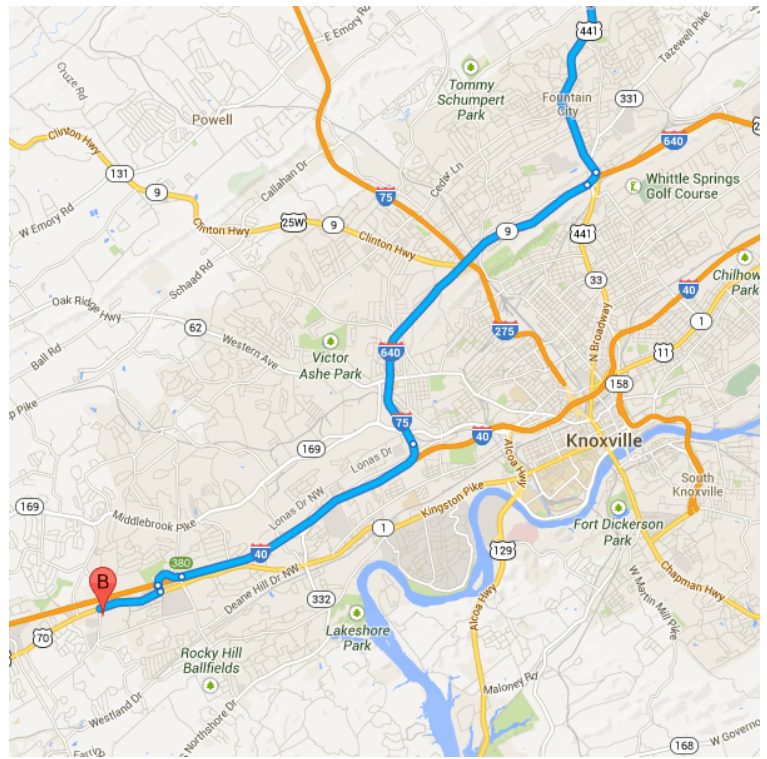 E Emory Rd
441
Tazewell Pike
Cruze Rd
Tommy
Schumpert
Park
Fountain
City
331
Powell
Clinton Hwy
640
131
Callahan Dr
Cedar Ln
Whittle Springs
Golf Course
9
75
W Emory Rd
Clinton Hwy
25W
9
Clinton Hwy
9
441
Schaad Rd
33
Chilhow
Park
40
Oak Ridge Hwy
62
275
1
Ball Rd
Western Ave
Victor
Ashe Park
640
N Broadway
11
p Pike
158
75
40
Knoxville
169
Lonas Dr
Alcoa Hwy
South
Knoxville
169
Middlebrook Pike
Lonas Dr NW
Kingston Pike
1
Fort Dickerson
Park
40
380
129
Chapman Hwy
B
Deane Hill Dr NW
332
W Martin Mill Pike
70
Lakeshore
Park
Alcoa Hwy
Rocky Hill
Ballfields
Maloney Rd
Westland Dr
S Northshore Dr
W Governo
168
Farrin